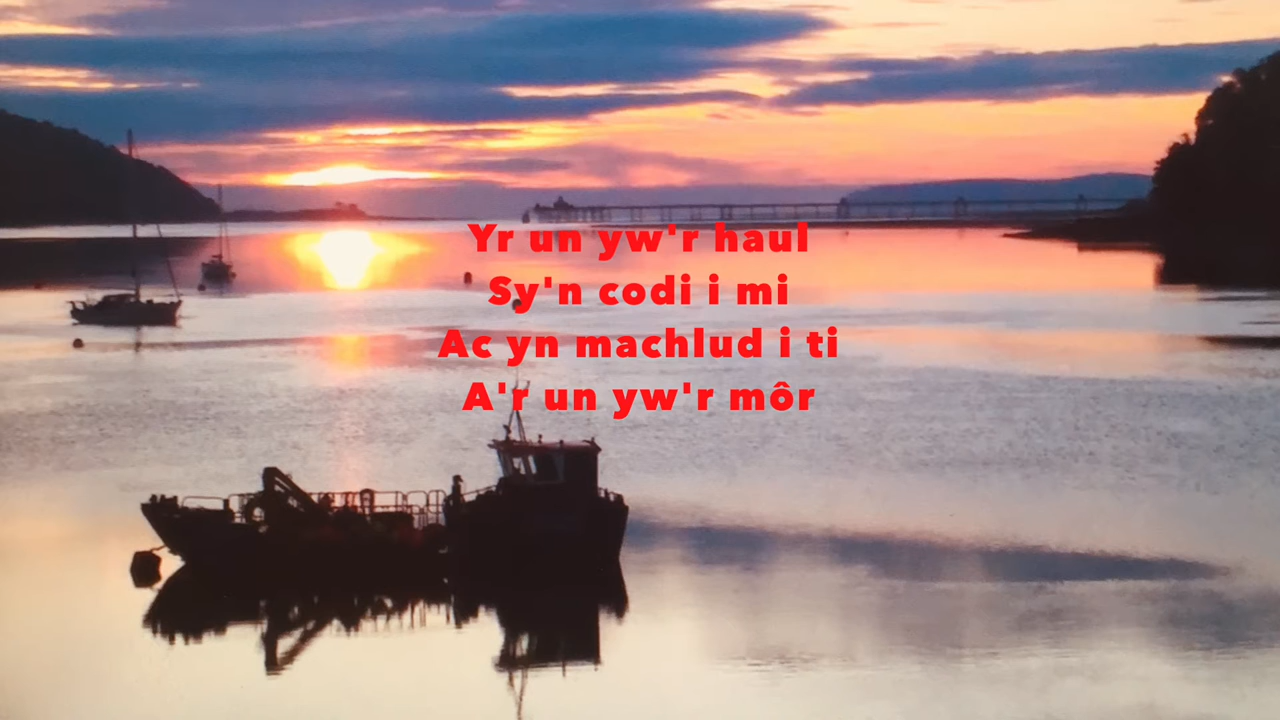 Yr un yw'r haul
Sy'n codi i mi
Ac yn machlud i ti
A'r un yw'r môr